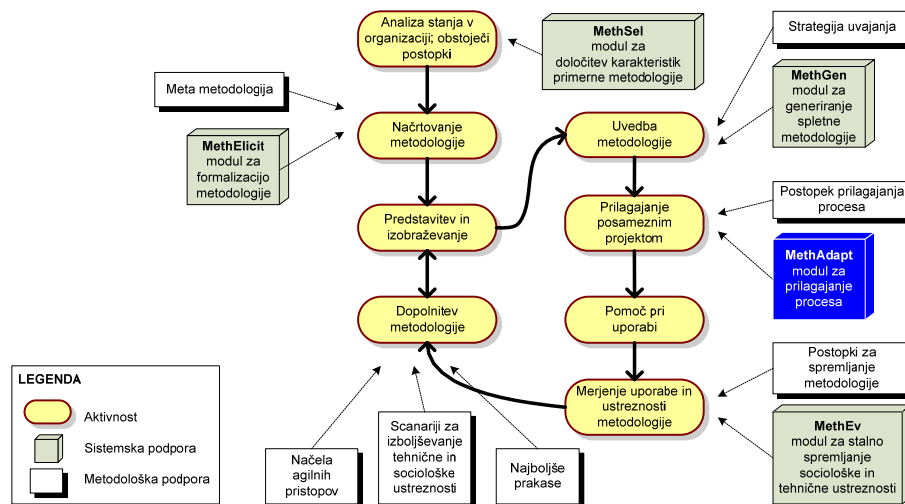 Analiza stanja v
organizaciji; obstoječi
postopki
MethSel
modul za
določitev karakteristik
primerne metodologije
Strategija uvajanja
MethGen
modul za
generiranje
spletne
metodologije
Meta metodologija
MethElicit
modul za
formalizacijo
metodologije
Načrtovanje
metodologije
Uvedba
metodologije
Predstavitev in
izobraževanje
Prilagajanje
posameznim
projektom
Postopek prilagajanja
procesa
MethAdapt
modul za
prilagajanje
procesa
Dopolnitev
metodologije
Pomoč pri
uporabi
Merjenje uporabe in
ustreznosti
metodologije
Postopki za
spremljanje
metodologije
MethEv
modul za stalno
spremljanje
sociološke in
tehnične ustreznosti
Načela
agilnih
pristopov
Scanariji za
izboljševanje
tehnične in
sociološke
ustreznosti
Najboljše
prakase
LEGENDA
Aktivnost
Sistemska podpora
Metodološka podpora